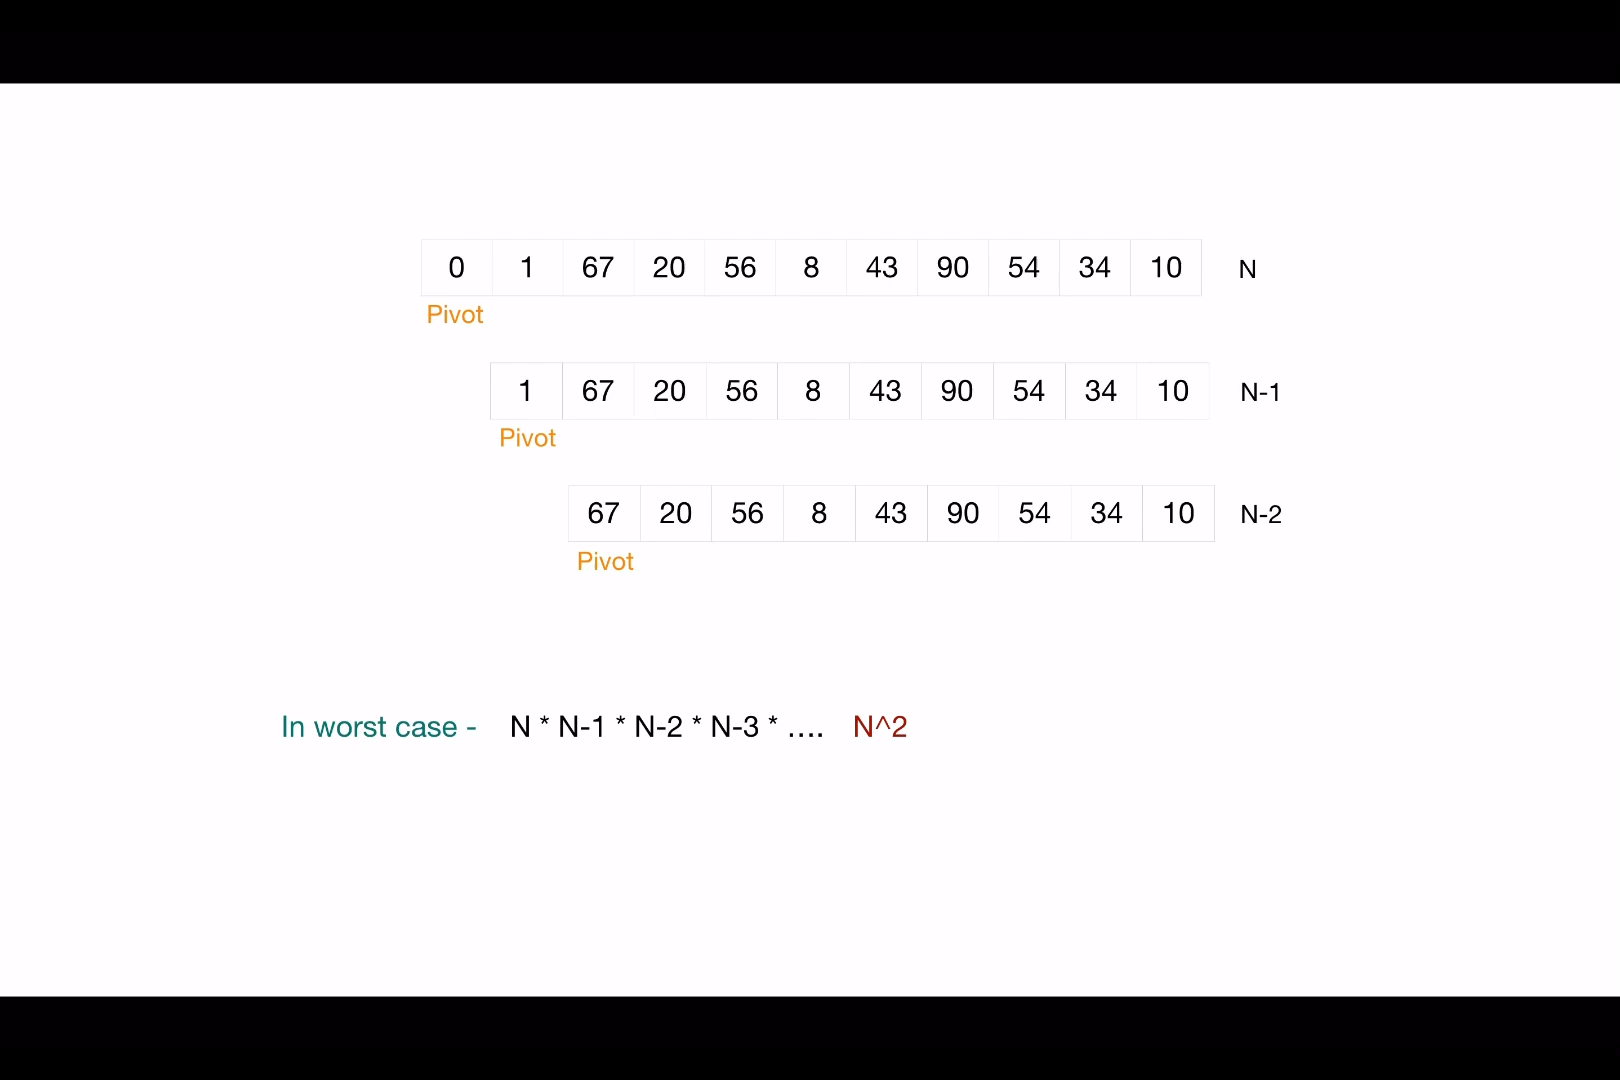 0 1 67 20 56 8 43 90 54 34 10 N
Pivot
1 67 20 56 8 43 90 54 34 10 N-1
Pivot
67 20 56 8 43 90 54 34 10 N-2
Pivot
In worst case - N * N-1 * N-2 * N-3 * .... N^2